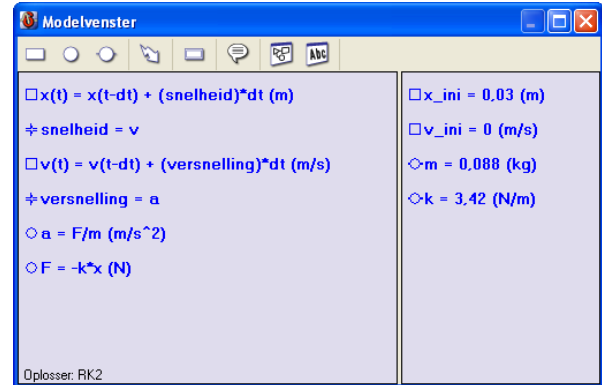 Modelvenster
Abc
x(t) = x(t-dt) + (snelheid)*dt (m)
snelheid = v
v(t) = v(t-dt) + (versnelling)*dt (m/s)
versnelling = a
a = F/m (m/s^2)
F = -k*x (N)
Oplosser: RK2
x_ini = 0,03 (m)
v_ini = 0 (m/s)
m = 0,088 (kg)
k = 3,42 (N/m)